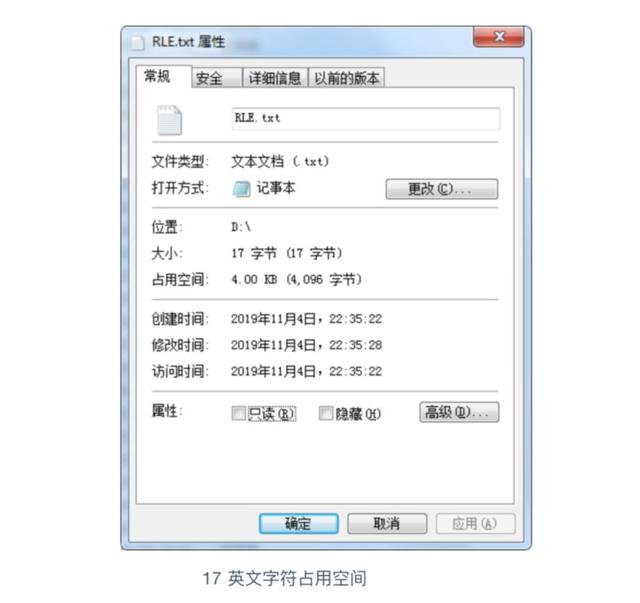 RLE.txt 属性
常规 安全 详细信息 以前的版本
RLE.txt
文件类型: 文本文档 (.txt)
打开方式: 记事本 更改(C)...
位置: D:\
大小: 17 字节 (17 字节)
占用空间: 4.00 KB (4,096 字节)
创建时间: 2019年11月4日，22:35:22
修改时间: 2019年11月4日，22:35:28
访问时间: 2019年11月4日，22:35:22
属性: 只读(R) 隐藏(H) 高级(D)...
确定 取消 应用(A)
17 英文字符占用空间